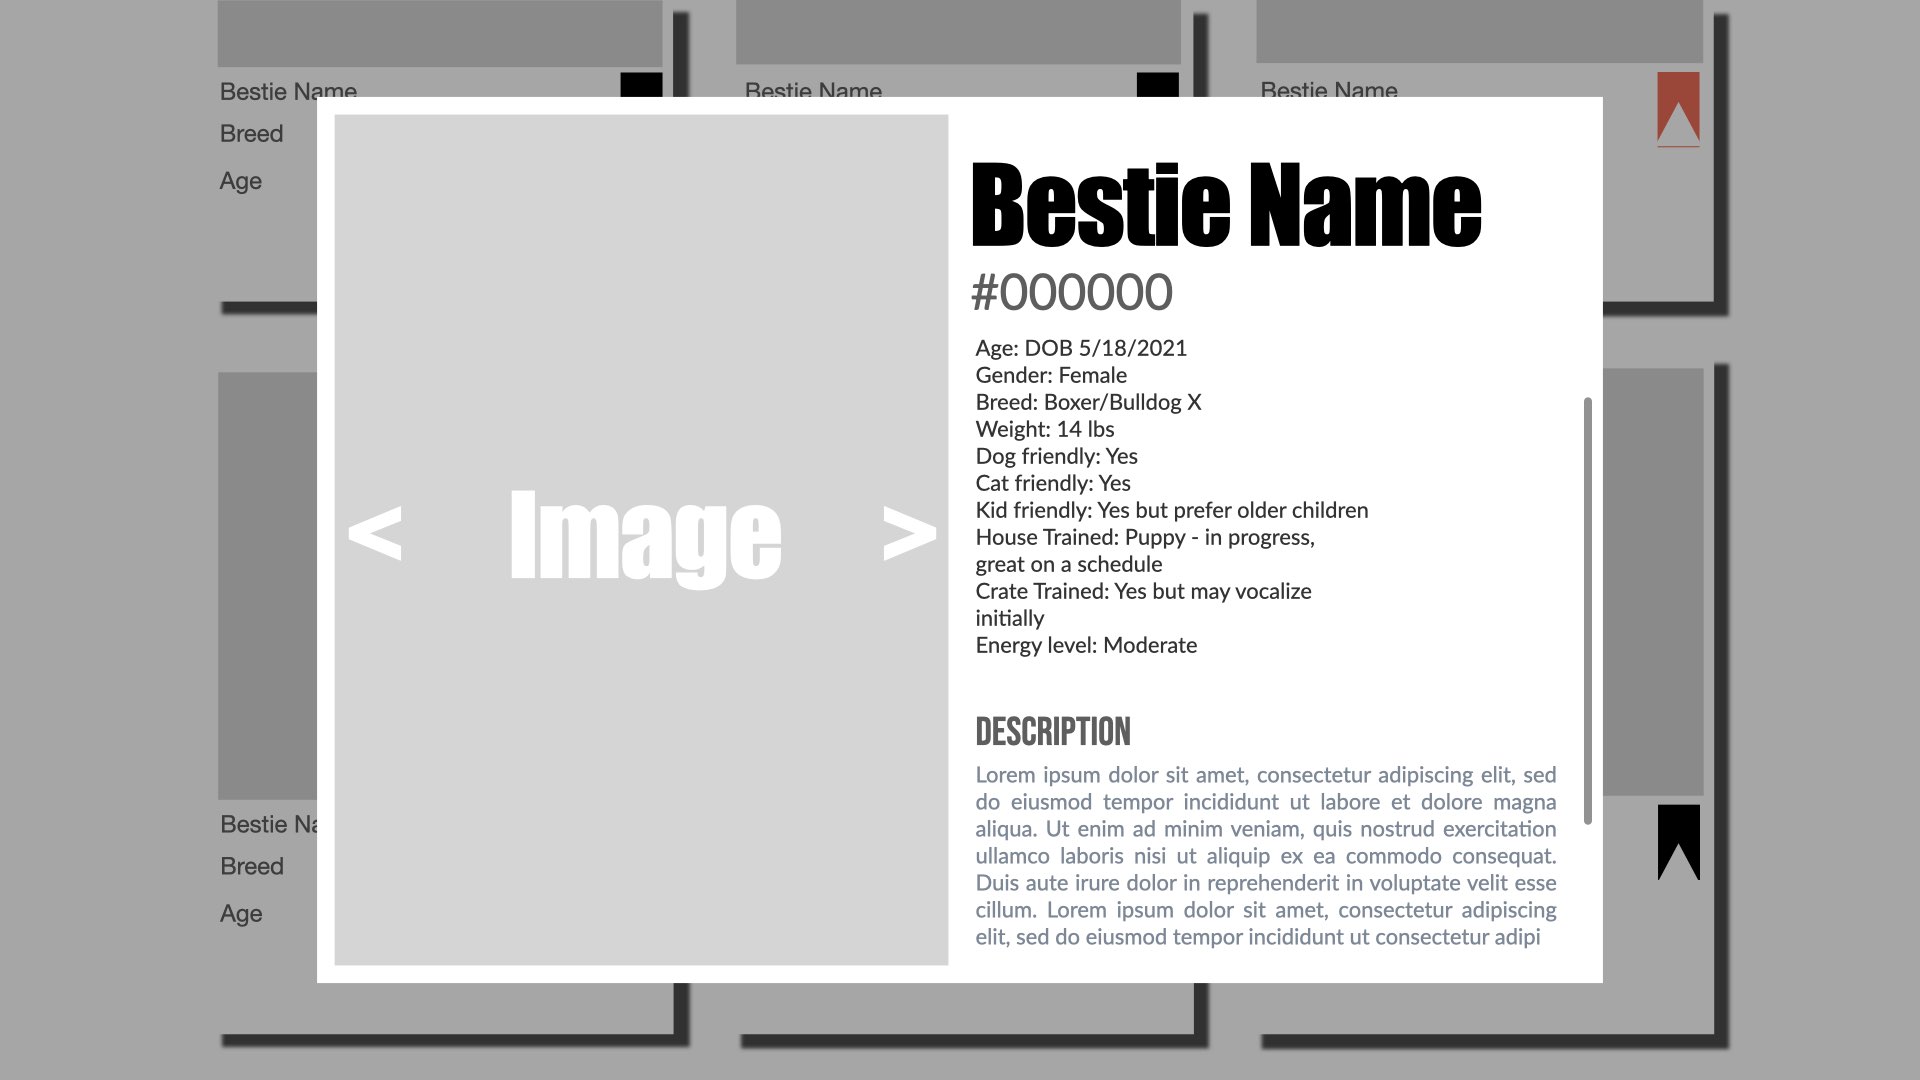 Bestie Name
Bestie Name
Bestie Name
Breed
Age
Bestie Name
#000000
Age: DOB 5/18/2021
Gender: Female
Breed: Boxer/Bulldog X
Weight: 14 lbs
Dog friendly: Yes
Cat friendly: Yes
Kid friendly: Yes but prefer older children
House Trained: Puppy - in progress,
great on a schedule
Crate Trained: Yes but may vocalize
initially
Energy level: Moderate
< Image >
DESCRIPTION
Lorem ipsum dolor sit amet, consectetur adipiscing elit, sed
do eiusmod tempor incididunt ut labore et dolore magna
aliqua. Ut enim ad minim veniam, quis nostrud exercitation
ullamco laboris nisi ut aliquip ex ea commodo consequat.
Duis aute irure dolor in reprehenderit in voluptate velit esse
cillum. Lorem ipsum dolor sit amet, consectetur adipiscing
elit, sed do eiusmod tempor incididunt ut consectetur adipi
Bestie Na
Breed
Age